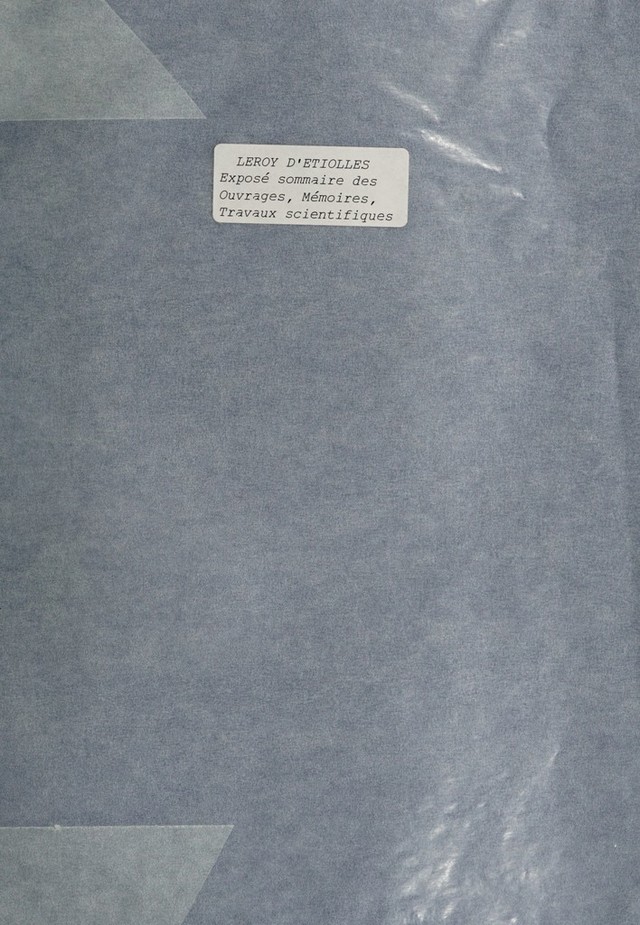 LEROY D'ETIOLLES
Exposé sommaire des
Ouvrages, Mémoires,
Travaux scientifiques